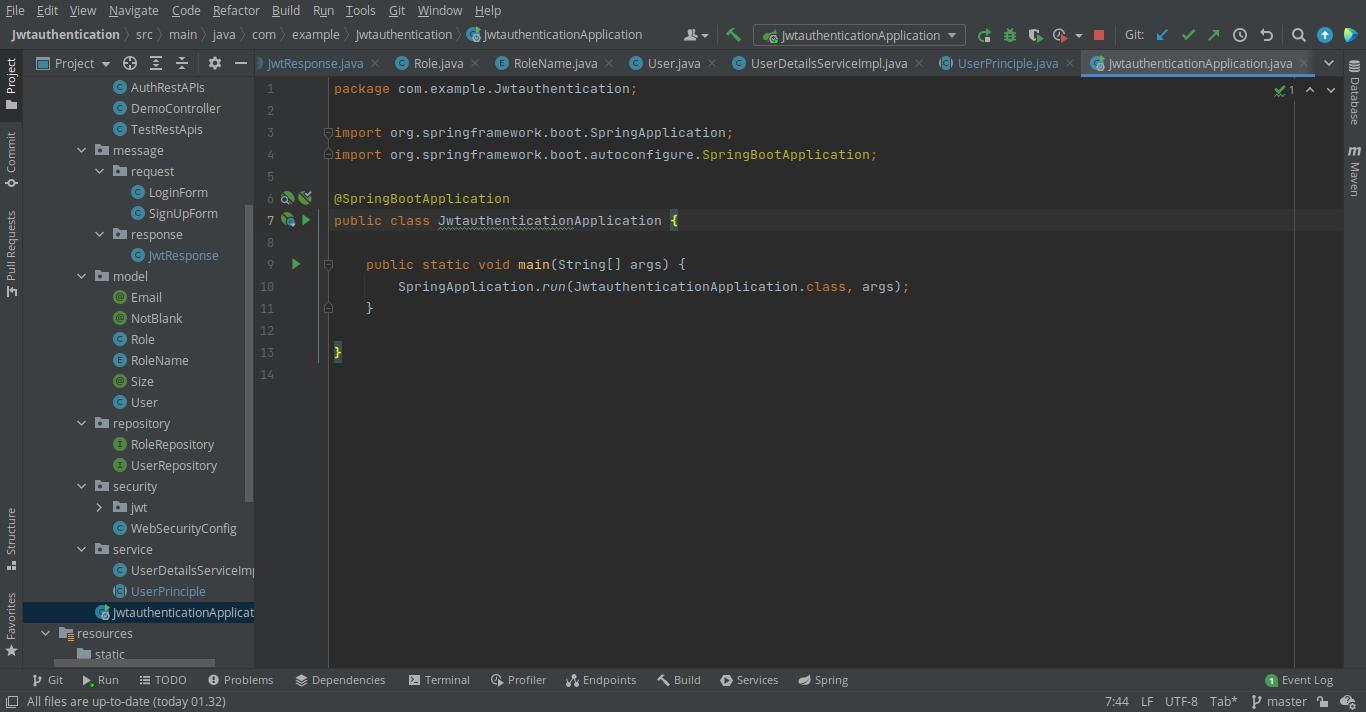 File Edit View Navigate Code Refactor Build Run Tools Git Window Help
Jwtauthentication src main java com example Jwtauthentication JwtauthenticationApplication JwtauthenticationApplication Git:
Project JwtResponse.java Role.java RoleName.java User.java UserDetailsServiceImpl.java UserPrinciple.java JwtauthenticationApplication.java
Project
Commit
Pull Requests
Structure
Favorites
AuthRestAPIs
DemoController
TestRestApis
message
request
LoginForm
SignUpForm
response
JwtResponse
model
Email
NotBlank
Role
RoleName
Size
User
repository
RoleRepository
UserRepository
security
jwt
WebSecurityConfig
service
UserDetailsServiceImp
UserPrinciple
JwtauthenticationApplicat
resources
static
1 package com.example.Jwtauthentication;
2
3 import org.springframework.boot.SpringApplication;
4 import org.springframework.boot.autoconfigure.SpringBootApplication;
5
6 @SpringBootApplication
7 public class JwtauthenticationApplication {
8
9 public static void main(String[] args) {
10 SpringApplication.run(JwtauthenticationApplication.class, args);
11 }
12
13 }
14
1
Database
m Maven
Git Run TODO Problems Dependencies Terminal Profiler Endpoints Build Services Spring 1 Event Log
All files are up-to-date (today 01.32) 7:44 LF UTF-8 Tab* master